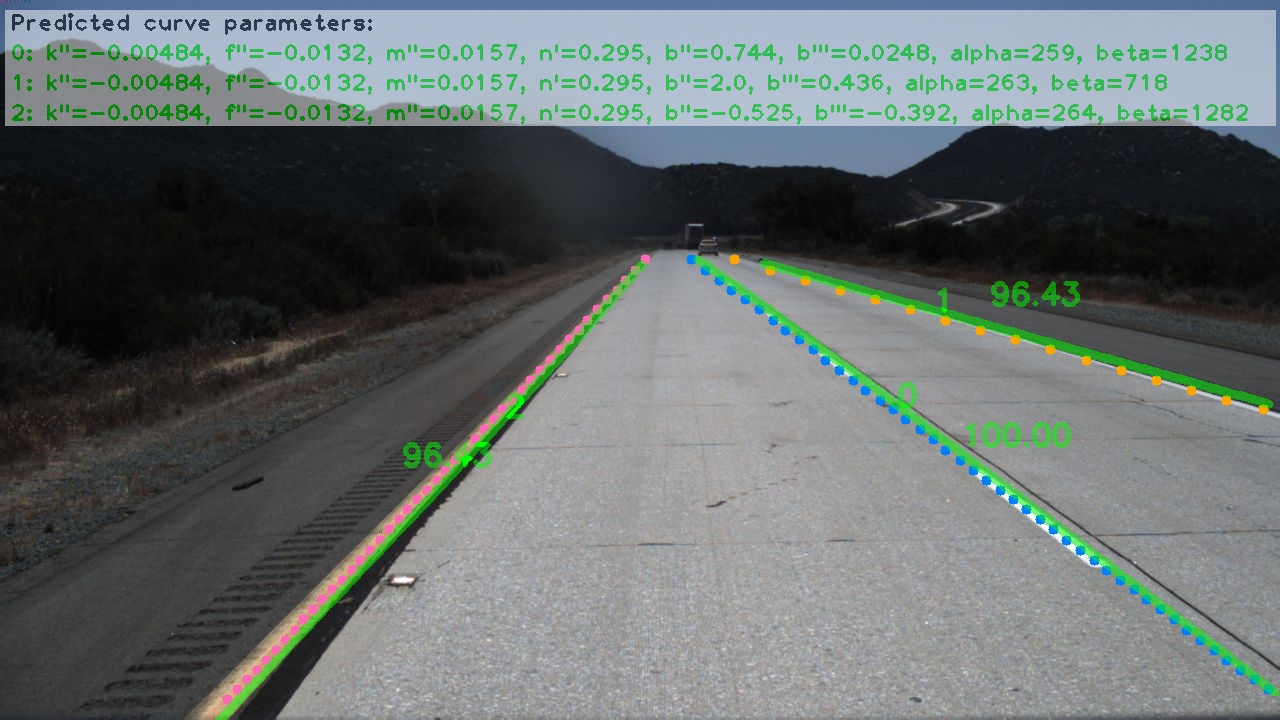 Predicted curve parameters:
0: k''=-0.00484, f''=-0.0132, m''=0.0157, n'=0.295, b''=0.744, b'''=0.0248, alpha=259, beta=1238
1: k''=-0.00484, f''=-0.0132, m''=0.0157, n'=0.295, b''=2.0, b'''=0.436, alpha=263, beta=718
2: k''=-0.00484, f''=-0.0132, m''=0.0157, n'=0.295, b''=-0.525, b'''=-0.392, alpha=264, beta=1282
1 96.43
0
100.00
2
96.43